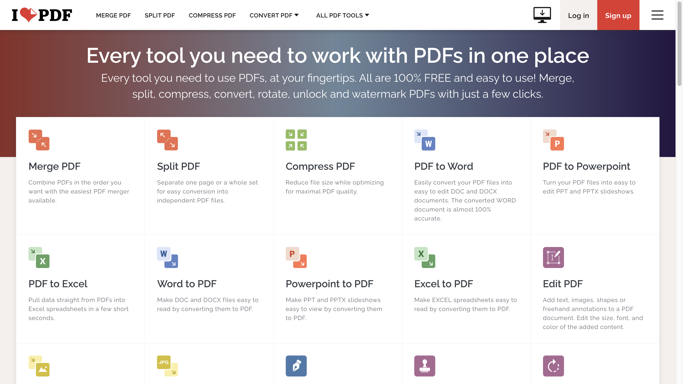 I PDF
MERGE PDF
SPLIT PDF
COMPRESS PDF
CONVERT PDF
ALL PDF TOOLS
Log in
Sign up
Every tool you need to work with PDFs in one place
Every tool you need to use PDFs, at your fingertips. All are 100% FREE and easy to use! Merge,
split, compress, convert, rotate, unlock and watermark PDFs with just a few clicks.
Merge PDF
Combine PDFs in the order you
want with the easiest PDF merger
available.
Split PDF
Separate one page or a whole set
for easy conversion into
independent PDF files.
Compress PDF
Reduce file size while optimizing
for maximal PDF quality.
W
PDF to Word
Easily convert your PDF files into
easy to edit DOC and DOCX
documents. The converted WORD
document is almost 100%
accurate.
P
PDF to Powerpoint
Turn your PDF files into easy to
edit PPT and PPTX slideshows.
X
PDF to Excel
Pull data straight from PDFs into
Excel spreadsheets in a few short
seconds.
W
Word to PDF
Make DOC and DOCX files easy to
read by converting them to PDF.
P
Powerpoint to PDF
Make PPT and PPTX slideshows
easy to view by converting them
to PDF.
X
Excel to PDF
Make EXCEL spreadsheets easy to
read by converting them to PDF.
Edit PDF
Add text, images, shapes or
freehand annotations to a PDF
document. Edit the size, font, and
color of the added content.
JPG